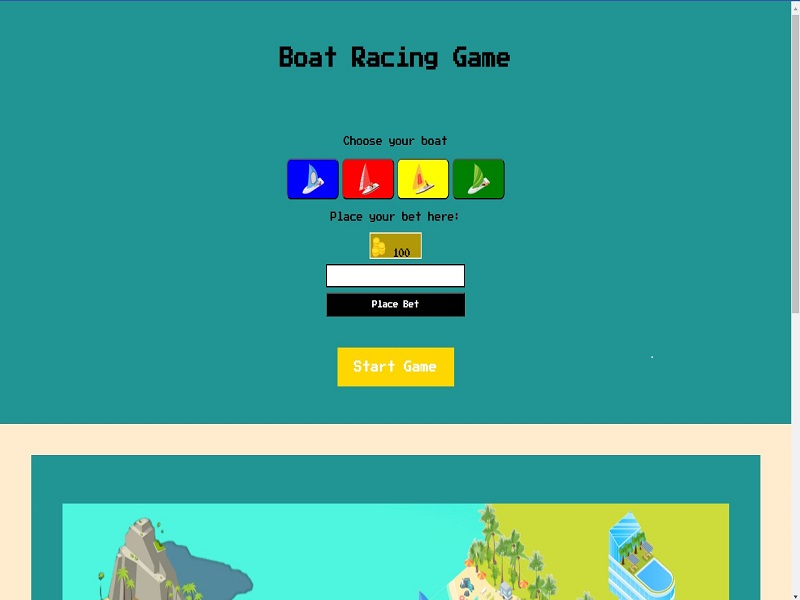 Boat Racing Game
Choose your boat
Place your bet here:
100
Place Bet
Start Game